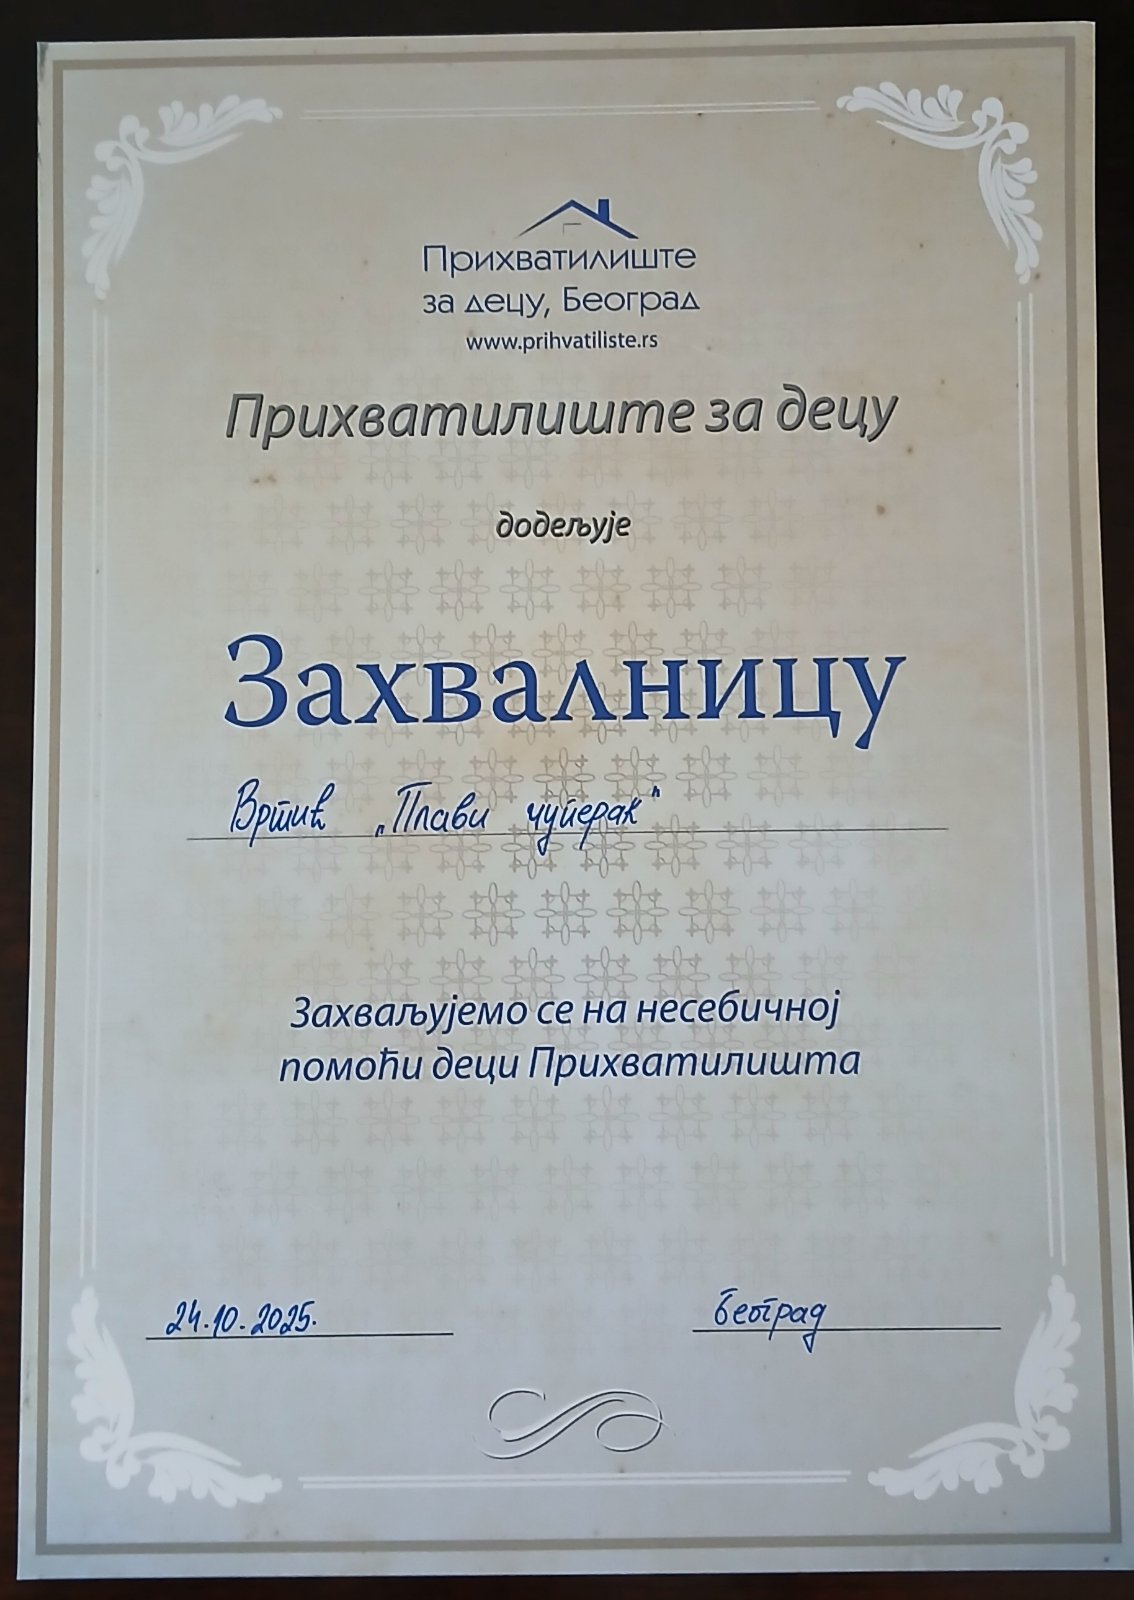 Прихватилиште
за децу, Београд
www.prihvatiliste.rs
Прихватилиште за децу
додељује
Захвалницу
Вртић „Плави чуперак"
Захваљујемо се на несебичној
помоћи деци Прихватилишта
24.10.2025.
Београд